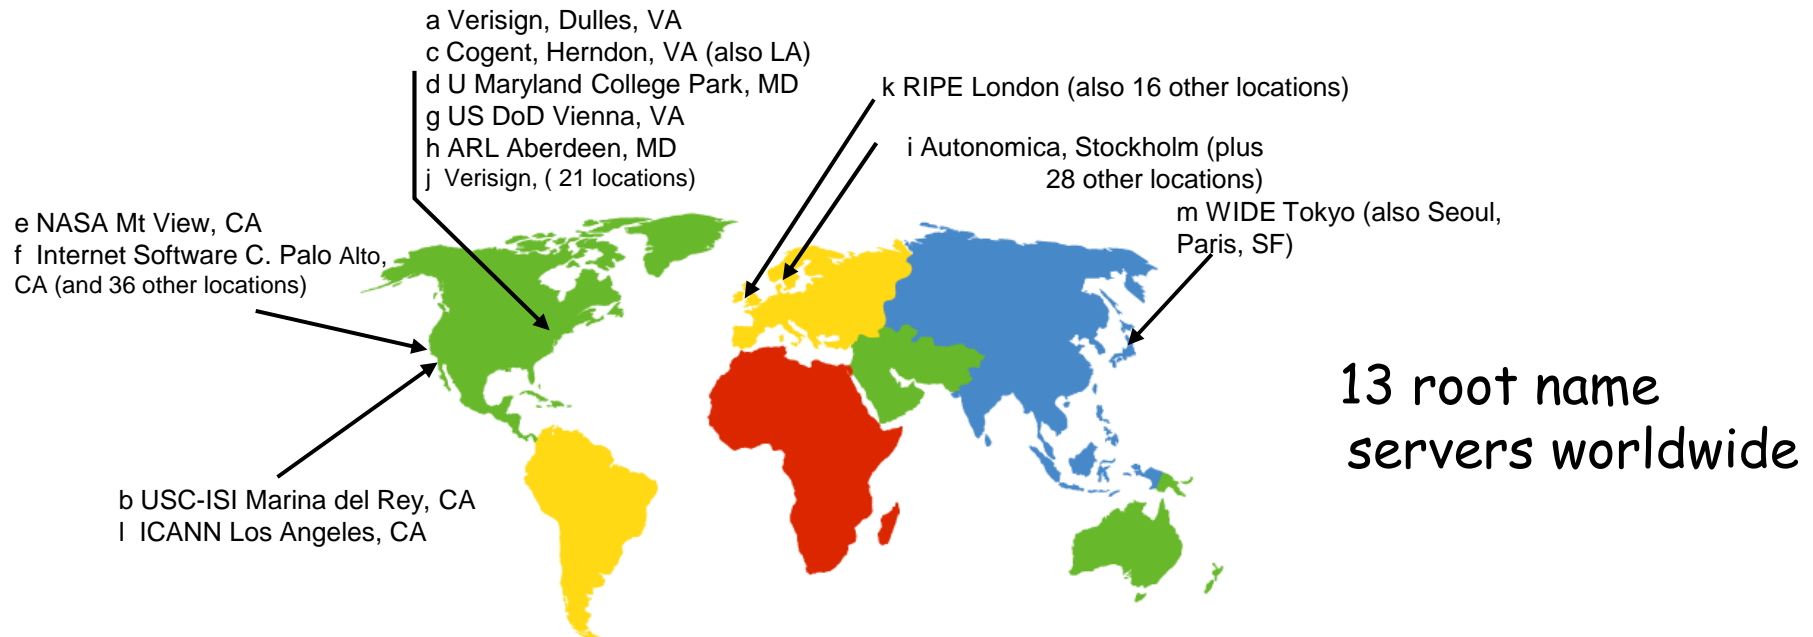 a Verisign, Dulles, VA
c Cogent, Herndon, VA (also LA)
d U Maryland College Park, MD
g US DoD Vienna, VA
h ARL Aberdeen, MD
j Verisign, ( 21 locations)
k RIPE London (also 16 other locations)
i Autonomica, Stockholm (plus
28 other locations)
m WIDE Tokyo (also Seoul,
Paris, SF)
e NASA Mt View, CA
f Internet Software C. Palo Alto,
CA (and 36 other locations)
13 root name
servers worldwide
b USC-ISI Marina del Rey, CA
l ICANN Los Angeles, CA